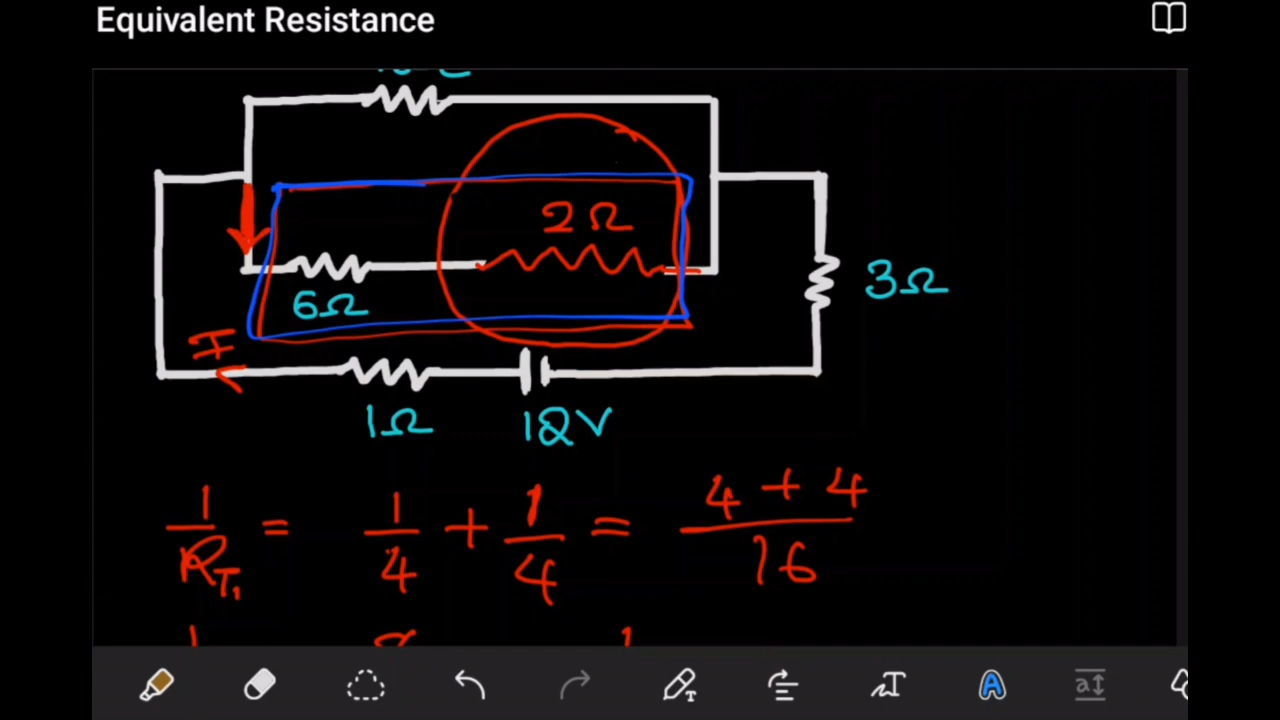 Equivalent Resistance
2Ω
6Ω
3Ω
I
1Ω
12V
1/R_T₁ = 1/4 + 1/4 = (4 + 4)/16